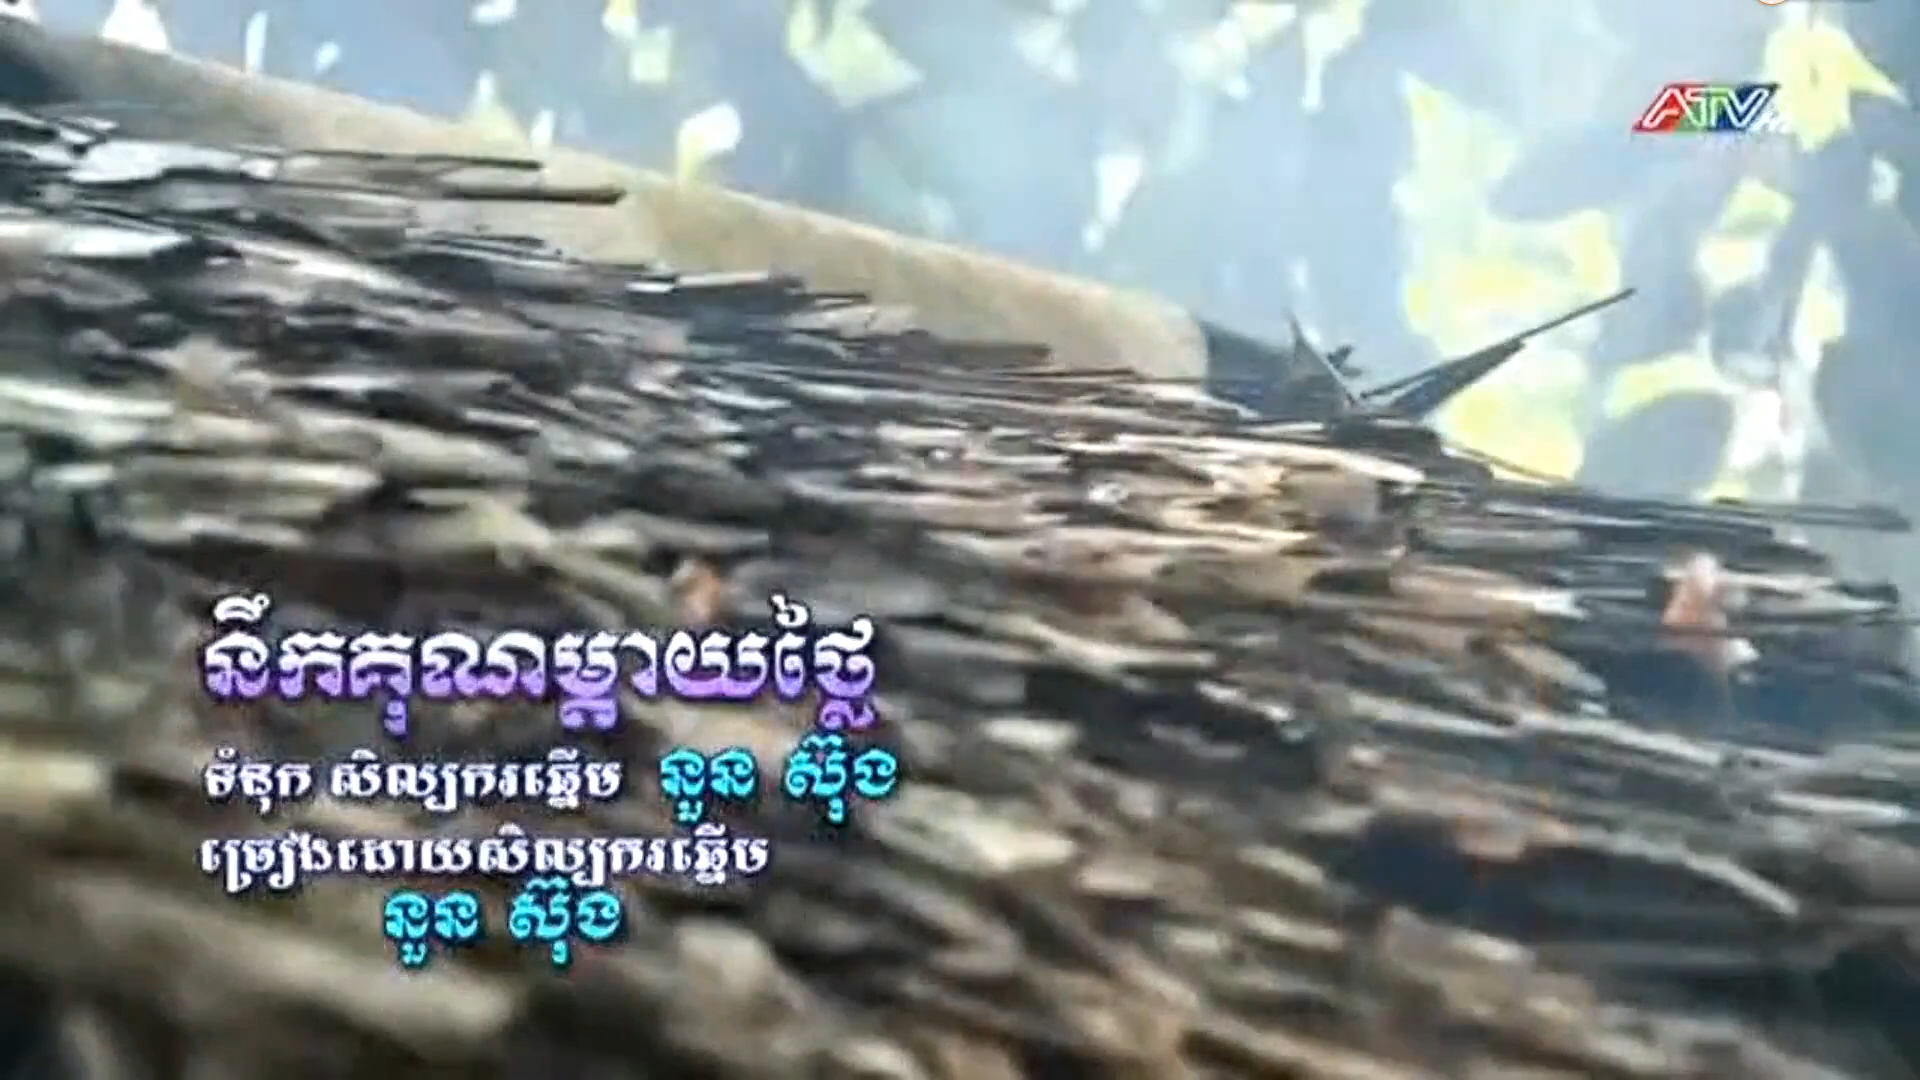 ATVHD
នឹកគុណម្ដាយថ្លៃ
ទំនុក សិល្បករឆ្នើម នួន ស៊ុង
ច្រៀងដោយសិល្បករឆ្នើម
នួន ស៊ុង